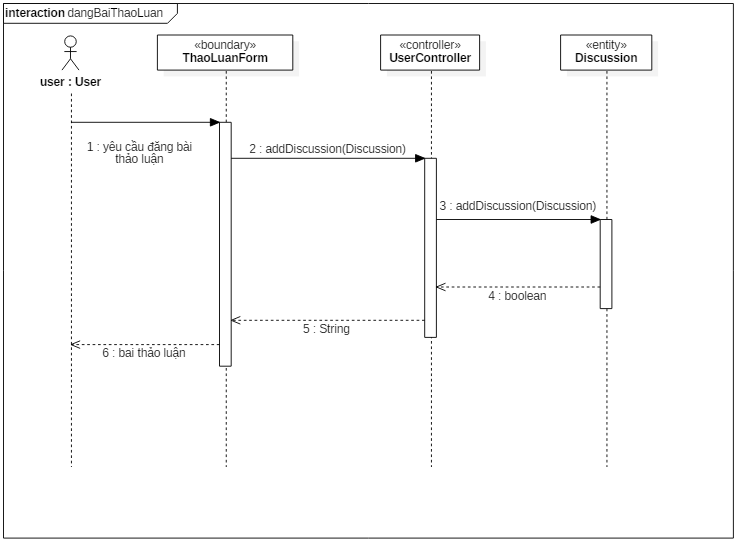 interaction dangBaiThaoLuan
«boundary»
ThaoLuanForm
«controller»
UserController
«entity»
Discussion
user : User
1 : yêu cầu đăng bài
thảo luận
2 : addDiscussion(Discussion)
3 : addDiscussion(Discussion)
4 : boolean
5 : String
6 : bai thảo luận